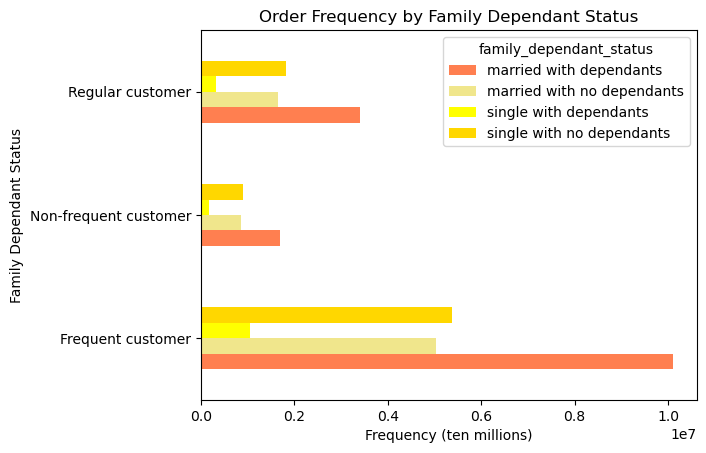 Order Frequency by Family Dependant Status
family_dependant_status
married with dependants
married with no dependants
single with dependants
single with no dependants
Family Dependant Status
Regular customer
Non-frequent customer
Frequent customer
0.0 0.2 0.4 0.6 0.8 1.0
1e7
Frequency (ten millions)